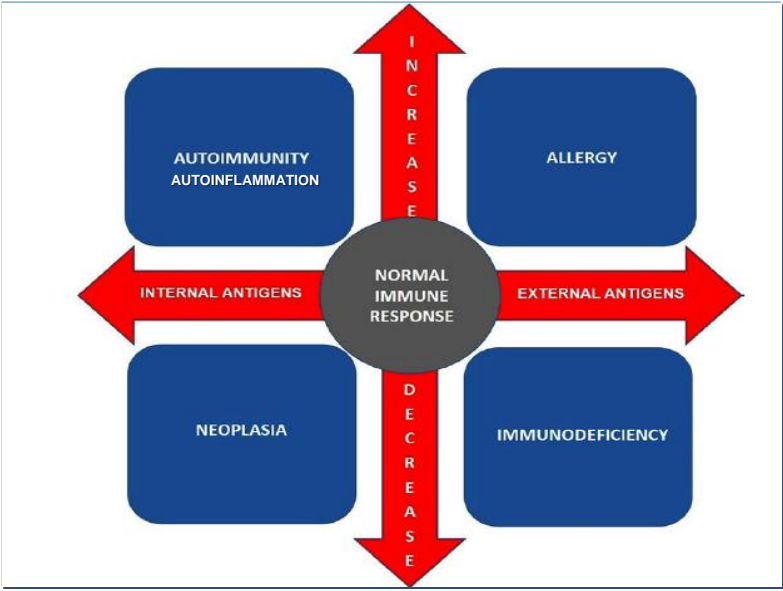 INCREASE
AUTOIMMUNITY
AUTOINFLAMMATION
ALLERGY
INTERNAL ANTIGENS
NORMAL
IMMUNE
RESPONSE
EXTERNAL ANTIGENS
NEOPLASIA
IMMUNODEFICIENCY
DECREASE